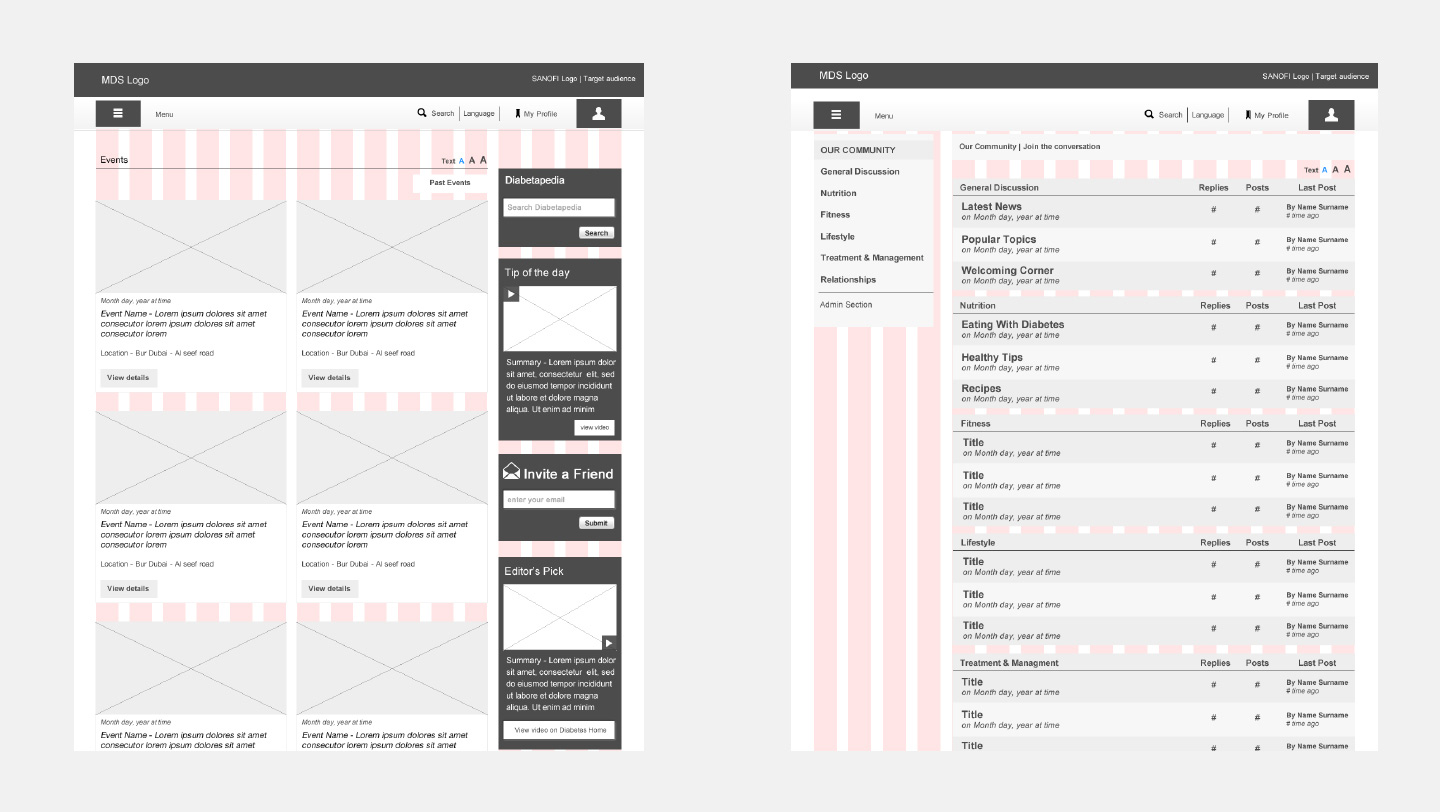 MDS Logo
SANOFI Logo | Target audience
Menu
Search
Language
My Profile
Events
Text A A A
Past Events
Month day, year at time
Event Name - Lorem ipsum dolores sit amet
consecutor lorem ipsum dolores sit amet
consecutor lorem
Location - Bur Dubai - Al seef road
View details
Month day, year at time
Event Name - Lorem ipsum dolores sit amet
consecutor lorem ipsum dolores sit amet
consecutor lorem
Location - Bur Dubai - Al seef road
View details
Month day, year at time
Event Name - Lorem ipsum dolores sit amet
consecutor lorem ipsum dolores sit amet
consecutor lorem
Location - Bur Dubai - Al seef road
View details
Month day, year at time
Event Name - Lorem ipsum dolores sit amet
consecutor lorem ipsum dolores sit amet
consecutor lorem
Location - Bur Dubai - Al seef road
View details
Month day, year at time
Event Name - Lorem ipsum dolores sit amet
consecutor lorem ipsum dolores sit amet
Month day, year at time
Event Name - Lorem ipsum dolores sit amet
consecutor lorem ipsum dolores sit amet
Diabetapedia
Search Diabetapedia
Search
Tip of the day
Summary - Lorem ipsum dolor
sit amet, consectetur elit, sed
do eiusmod tempor incididunt
ut labore et dolore magna
aliqua. Ut enim ad minim
view video
Invite a Friend
enter your email
Submit
Editor's Pick
Summary - Lorem ipsum dolor
sit amet, consectetur elit, sed
do eiusmod tempor incididunt
ut labore et dolore magna
aliqua. Ut enim ad minim
View video on Diabetes Home
MDS Logo
SANOFI Logo | Target audience
Menu
Search
Language
My Profile
OUR COMMUNITY
General Discussion
Nutrition
Fitness
Lifestyle
Treatment & Management
Relationships
Admin Section
Our Community | Join the conversation
Text A A A
General Discussion Replies Posts Last Post
Latest News # # By Name Surname
on Month day, year at time # time ago
Popular Topics # # By Name Surname
on Month day, year at time # time ago
Welcoming Corner # # By Name Surname
on Month day, year at time # time ago
Nutrition Replies Posts Last Post
Eating With Diabetes # # By Name Surname
on Month day, year at time # time ago
Healthy Tips # # By Name Surname
on Month day, year at time # time ago
Recipes # # By Name Surname
on Month day, year at time # time ago
Fitness Replies Posts Last Post
Title # # By Name Surname
on Month day, year at time # time ago
Title # # By Name Surname
on Month day, year at time # time ago
Title # # By Name Surname
on Month day, year at time # time ago
Lifestyle Replies Posts Last Post
Title # # By Name Surname
on Month day, year at time # time ago
Title # # By Name Surname
on Month day, year at time # time ago
Title # # By Name Surname
on Month day, year at time # time ago
Treatment & Managment Replies Posts Last Post
Title # # By Name Surname
on Month day, year at time # time ago
Title # # By Name Surname
on Month day, year at time # time ago
Title # # By Name Surname